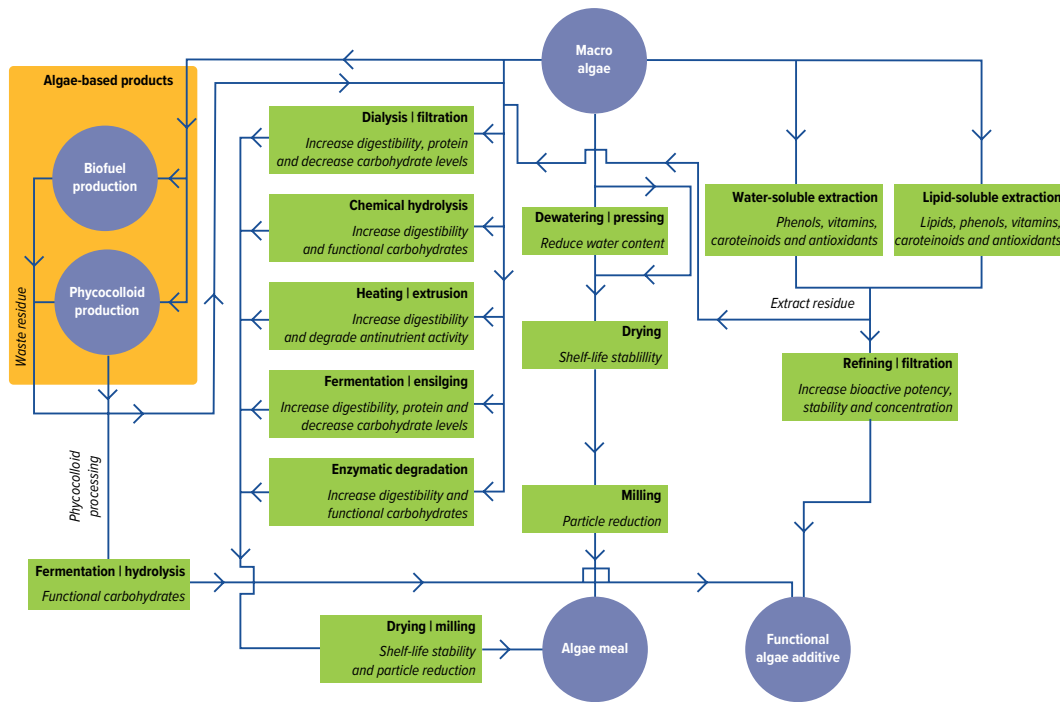 Macro
algae
Algae-based products
Biofuel
production
Phycocolloid
production
Waste residue
Phycocolloid
processing
Dialysis | filtration
Increase digestibility, protein
and decrease carbohydrate levels
Chemical hydrolysis
Increase digestibility
and functional carbohydrates
Heating | extrusion
Increase digestibility
and degrade antinutrient activity
Fermentation | ensilging
Increase digestibility, protein and
decrease carbohydrate levels
Enzymatic degradation
Increase digestibility and
functional carbohydrates
Dewatering | pressing
Reduce water content
Drying
Shelf-life stablillity
Milling
Particle reduction
Water-soluble extraction
Phenols, vitamins,
caroteinoids and antioxidants
Lipid-soluble extraction
Lipids, phenols, vitamins,
caroteinoids and antioxidants
Extract residue
Refining | filtration
Increase bioactive potency,
stability and concentration
Fermentation | hydrolysis
Functional carbohydrates
Drying | milling
Shelf-life stability
and particle reduction
Algae meal
Functional
algae additive